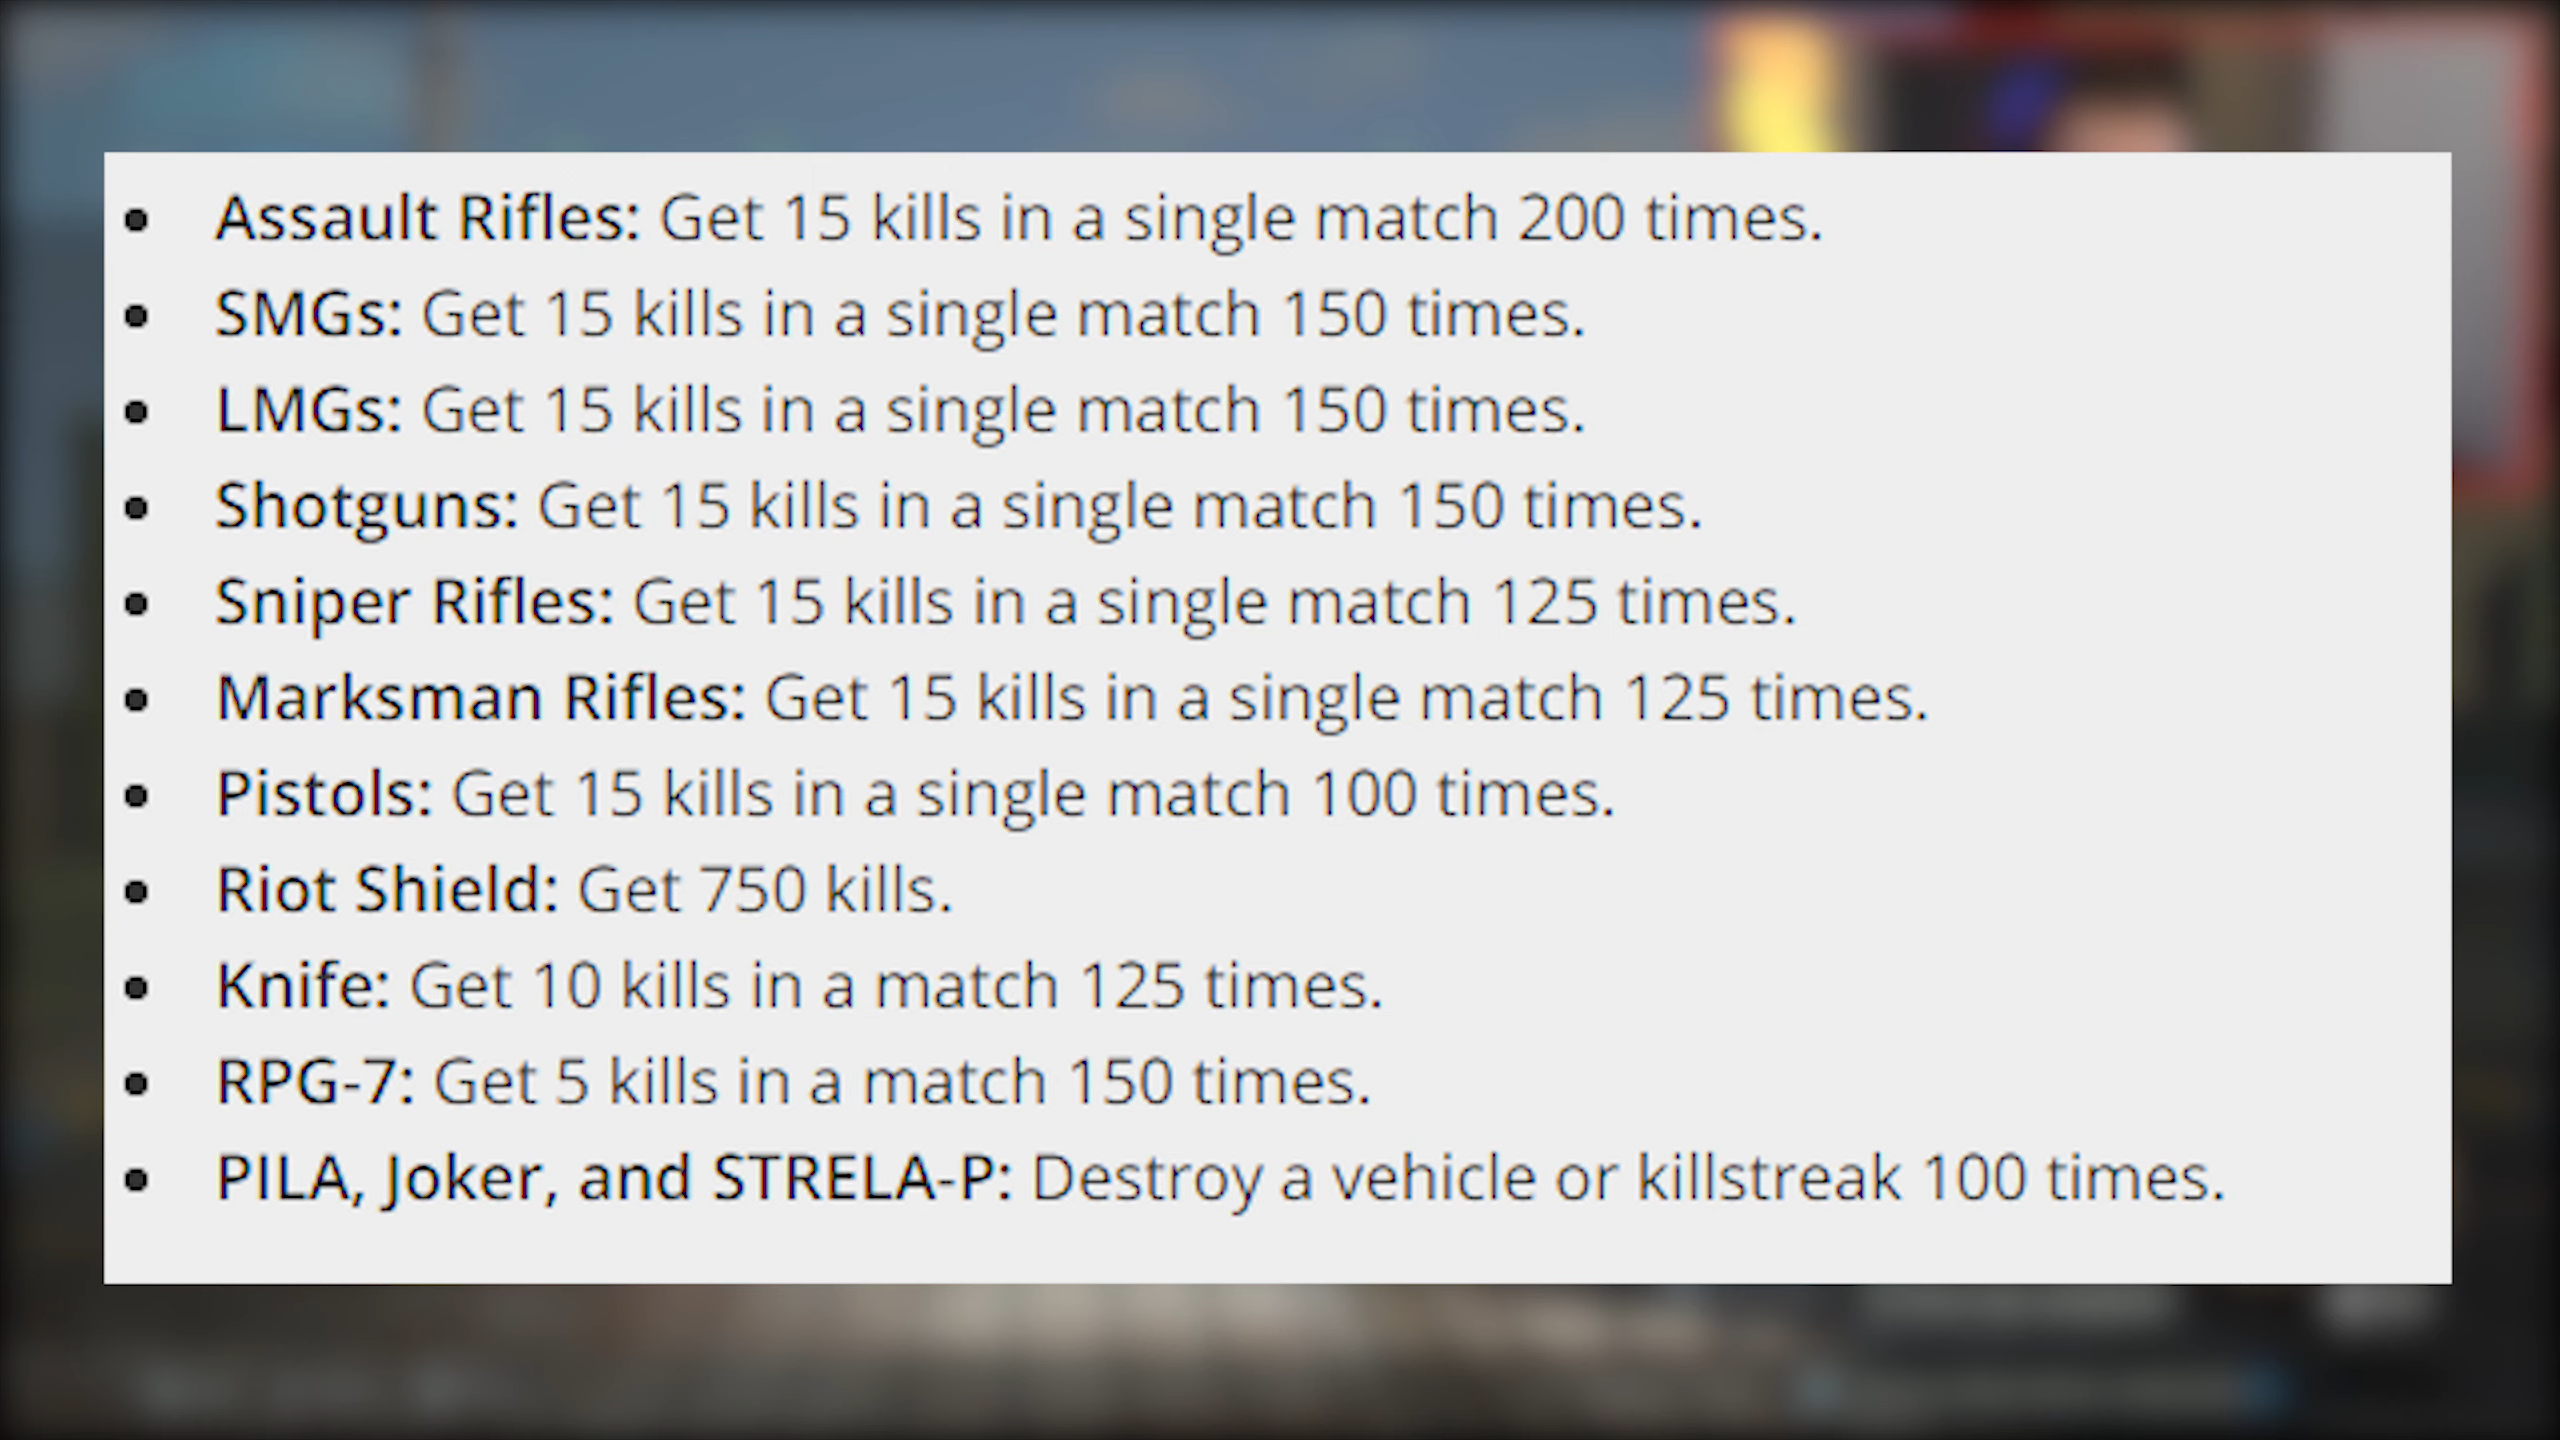 • Assault Rifles: Get 15 kills in a single match 200 times.
• SMGs: Get 15 kills in a single match 150 times.
• LMGs: Get 15 kills in a single match 150 times.
• Shotguns: Get 15 kills in a single match 150 times.
• Sniper Rifles: Get 15 kills in a single match 125 times.
• Marksman Rifles: Get 15 kills in a single match 125 times.
• Pistols: Get 15 kills in a single match 100 times.
• Riot Shield: Get 750 kills.
• Knife: Get 10 kills in a match 125 times.
• RPG-7: Get 5 kills in a match 150 times.
• PILA, Joker, and STRELA-P: Destroy a vehicle or killstreak 100 times.